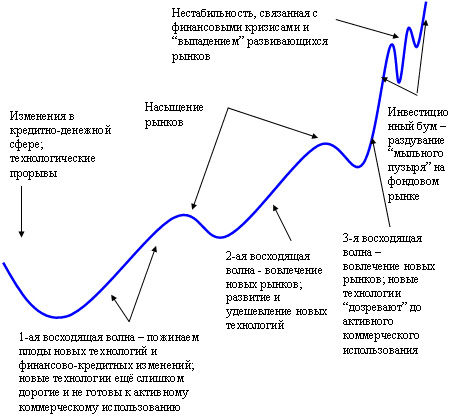 Нестабильность, связанная с
финансовыми кризисами и
“выпадением” развивающихся
рынков
Изменения в
кредитно-денежной
сфере;
технологические
прорывы
Насыщение
рынков
Инвестицио
нный бум –
раздувание
“мыльного
пузыря” на
фондовом
рынке
2-ая восходящая
волна - вовлечение
новых рынков;
развитие и
удешевление новых
технологий
3-я восходящая
волна –
вовлечение новых
рынков; новые
технологии
“дозревают” до
активного
коммерческого
использования
1-ая восходящая волна – пожинаем
плоды новых технологий и
финансово-кредитных изменений;
новые технологии ещё слишком
дорогие и не готовы к активному
коммерческому использованию